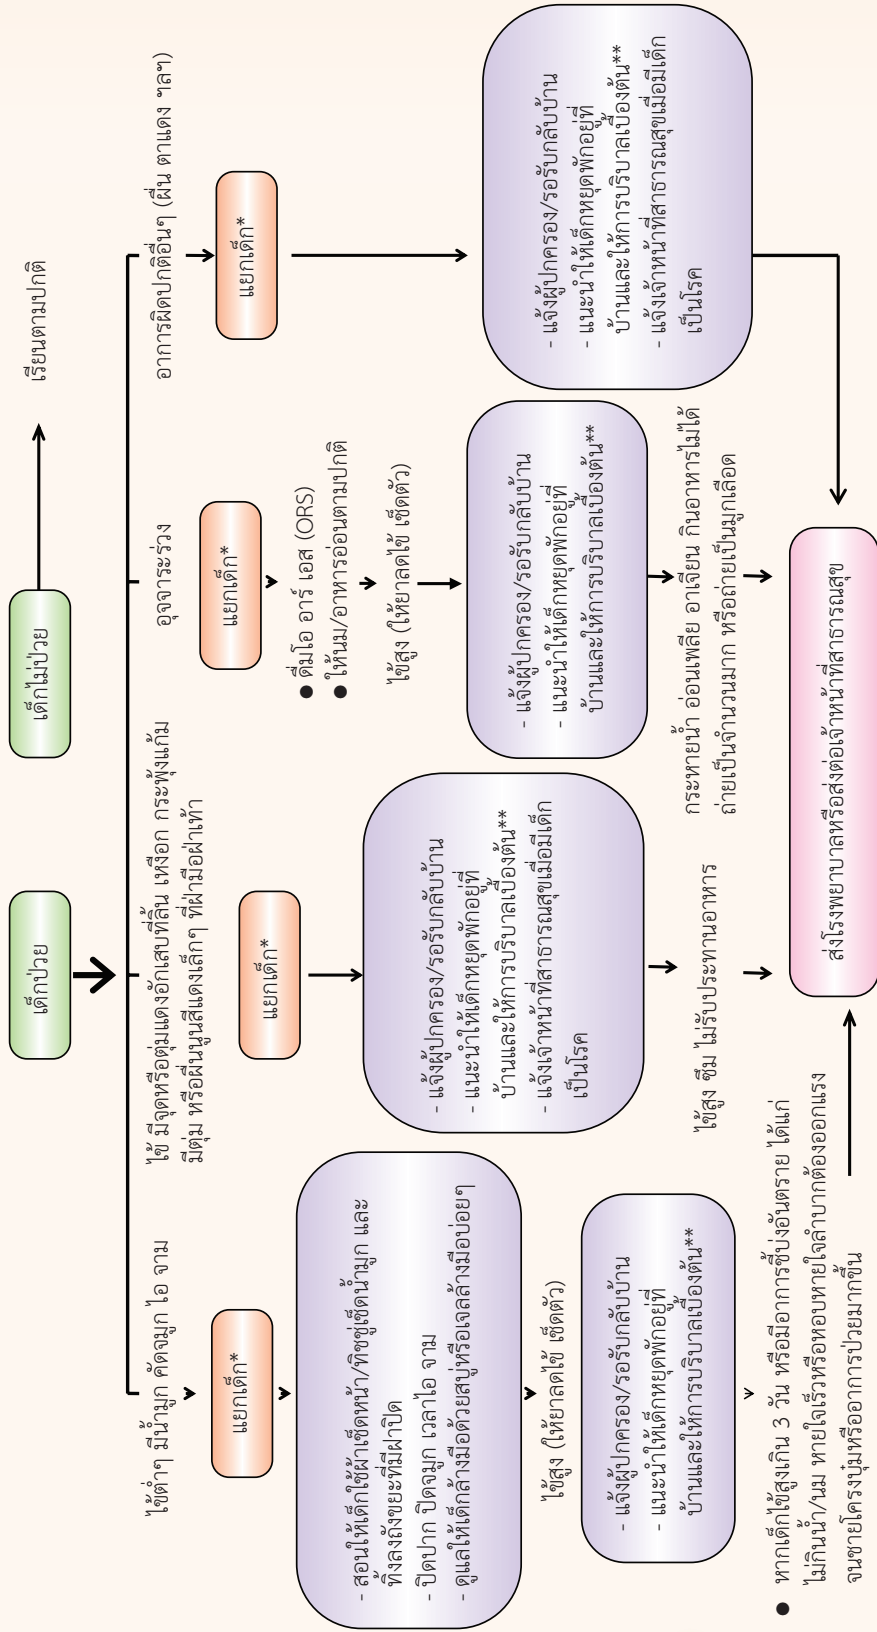 เด็กป่วย
เด็กไม่ป่วย
เรียนตามปกติ
ไข้ต่ำๆ มีน้ำมูก คัดจมูก ไอ จาม
แยกเด็ก*
- สอนให้เด็กใช้ผ้าเช็ดหน้า/ทิชชู่เช็ดน้ำมูก และ
ทิ้งลงถังขยะที่มีฝาปิด
- ปิดปาก ปิดจมูก เวลาไอ จาม
- ดูแลให้เด็กล้างมือด้วยสบู่หรือเจลล้างมือบ่อยๆ
ไข้สูง (ให้ยาลดไข้ เช็ดตัว)
- แจ้งผู้ปกครอง/รอรับกลับบ้าน
- แนะนำให้เด็กหยุดพักอยู่ที่
บ้านและให้การบริบาลเบื้องต้น**
● หากเด็กไข้สูงเกิน 3 วัน หรือมีอาการชี้บ่งอันตราย ได้แก่
ไม่กินน้ำ/นม หายใจเร็วหรือหอบหายใจลำบากต้องออกแรง
จนชายโครงบุ๋มหรืออาการป่วยมากขึ้น
ไข้ มีจุดหรือตุ่มแดงอักเสบที่ลิ้น เหงือก กระพุ้งแก้ม
มีตุ่ม หรือผื่นนูนสีแดงเล็กๆ ที่ฝ่ามือฝ่าเท้า
แยกเด็ก*
- แจ้งผู้ปกครอง/รอรับกลับบ้าน
- แนะนำให้เด็กหยุดพักอยู่ที่
บ้านและให้การบริบาลเบื้องต้น**
- แจ้งเจ้าหน้าที่สาธารณสุขเมื่อมีเด็ก
เป็นโรค
ไข้สูง ซึม ไม่รับประทานอาหาร
อุจจาระร่วง
แยกเด็ก*
● ดื่มโอ อาร์ เอส (ORS)
● ให้นม/อาหารอ่อนตามปกติ
ไข้สูง (ให้ยาลดไข้ เช็ดตัว)
- แจ้งผู้ปกครอง/รอรับกลับบ้าน
- แนะนำให้เด็กหยุดพักอยู่ที่
บ้านและให้การบริบาลเบื้องต้น**
กระหายน้ำ อ่อนเพลีย อาเจียน กินอาหารไม่ได้
ถ่ายเป็นจำนวนมาก หรือถ่ายเป็นมูกเลือด
อาการผิดปกติอื่นๆ (ผื่น ตาแดง ฯลฯ)
แยกเด็ก*
- แจ้งผู้ปกครอง/รอรับกลับบ้าน
- แนะนำให้เด็กหยุดพักอยู่ที่
บ้านและให้การบริบาลเบื้องต้น**
- แจ้งเจ้าหน้าที่สาธารณสุขเมื่อมีเด็ก
เป็นโรค
ส่งโรงพยาบาลหรือส่งต่อเจ้าหน้าที่สาธารณสุข